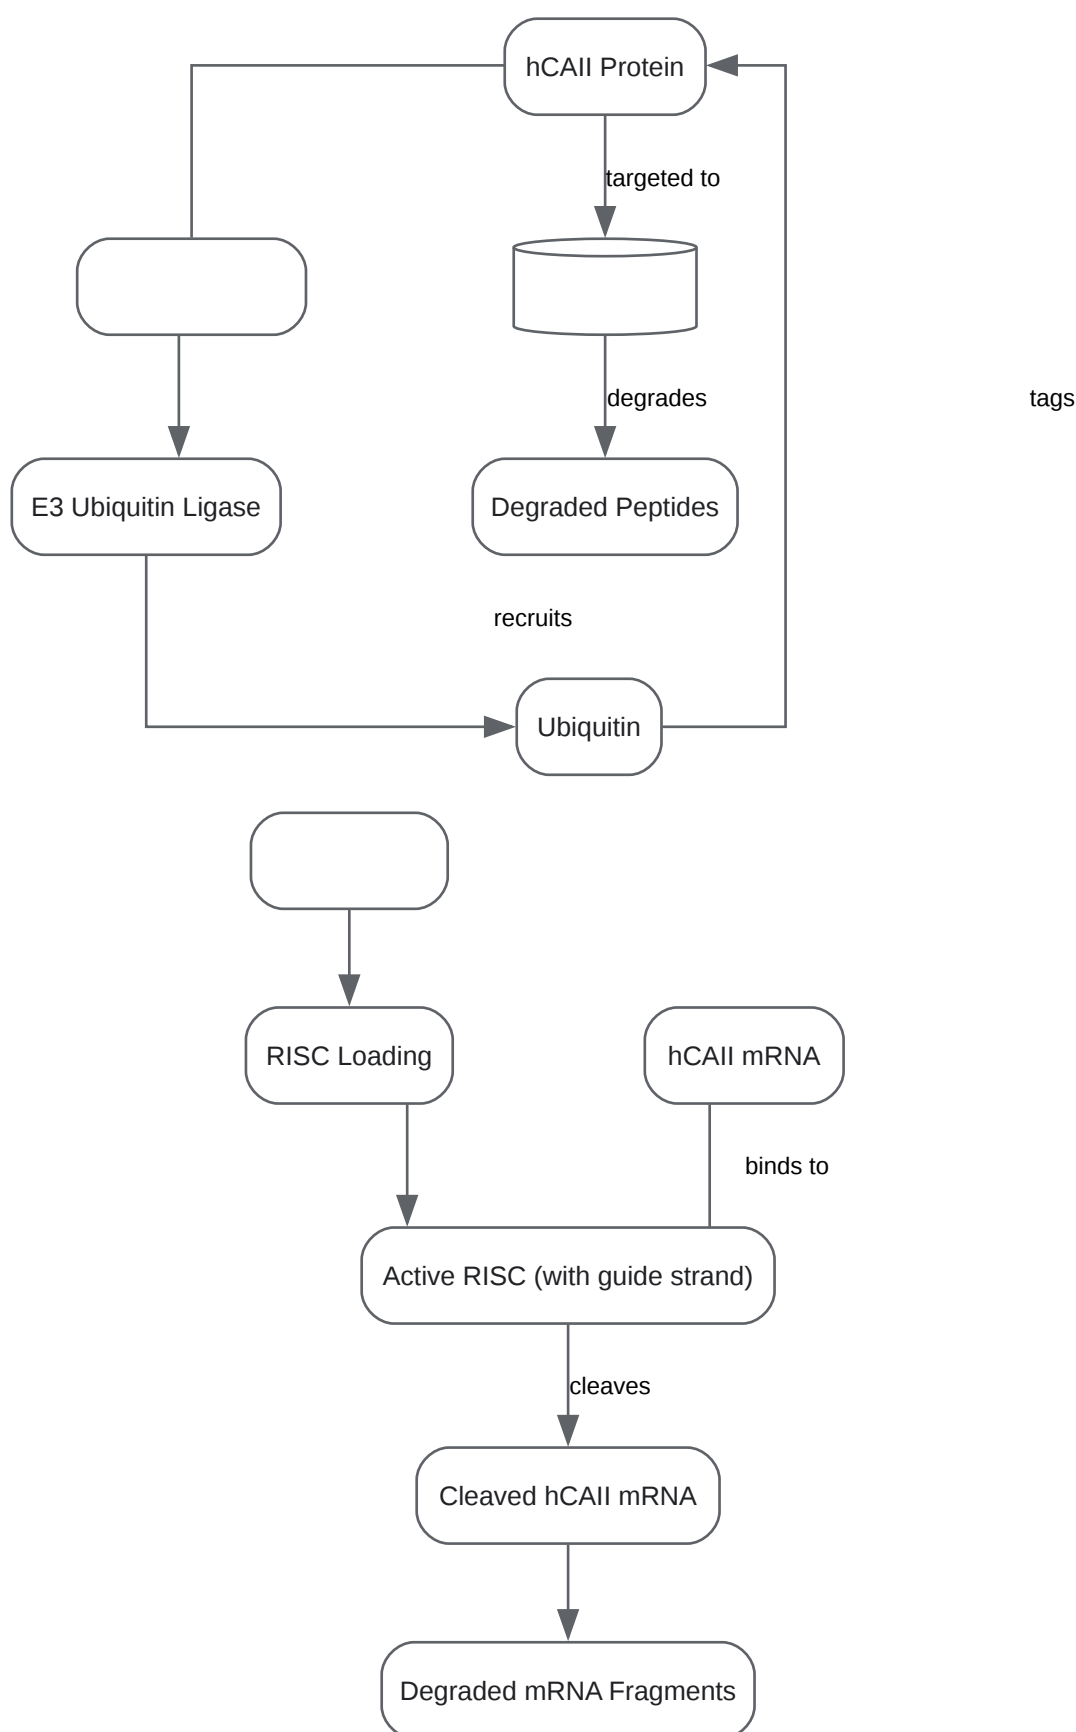 hCAII Protein
targeted to
degrades
tags
E3 Ubiquitin Ligase
Degraded Peptides
recruits
Ubiquitin
RISC Loading
hCAII mRNA
binds to
Active RISC (with guide strand)
cleaves
Cleaved hCAII mRNA
Degraded mRNA Fragments